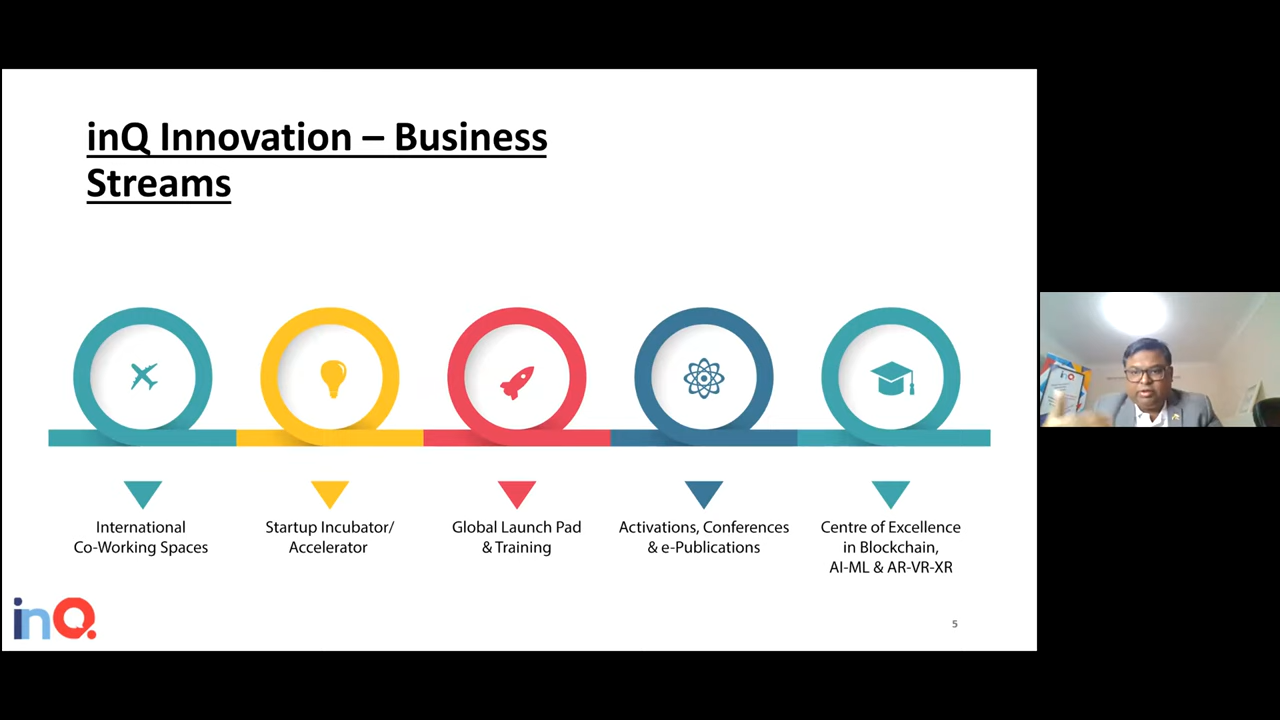 inQ Innovation – Business
Streams
International
Co-Working Spaces
Startup Incubator/
Accelerator
Global Launch Pad
& Training
Activations, Conferences
& e-Publications
Centre of Excellence
in Blockchain,
AI-ML & AR-VR-XR
inQ.
5
inQ